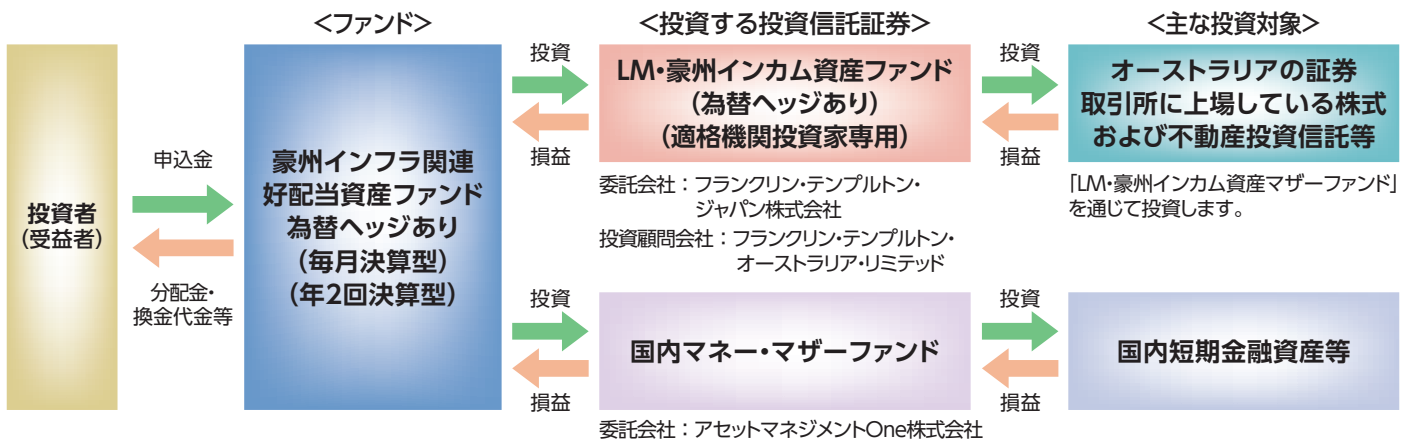 <ファンド>
<投資する投資信託証券>
<主な投資対象>
投資者
(受益者)
申込金
分配金・
換金代金等
豪州インフラ関連
好配当資産ファンド
為替ヘッジあり
(毎月決算型)
(年2回決算型)
投資
損益
LM・豪州インカム資産ファンド
(為替ヘッジあり)
(適格機関投資家専用)
委託会社：フランクリン・テンプルトン・
ジャパン株式会社
投資顧問会社：フランクリン・テンプルトン・
オーストラリア・リミテッド
投資
損益
オーストラリアの証券
取引所に上場している株式
および不動産投資信託等
「LM・豪州インカム資産マザーファンド」
を通じて投資します。
投資
損益
国内マネー・マザーファンド
委託会社：アセットマネジメントOne株式会社
投資
損益
国内短期金融資産等